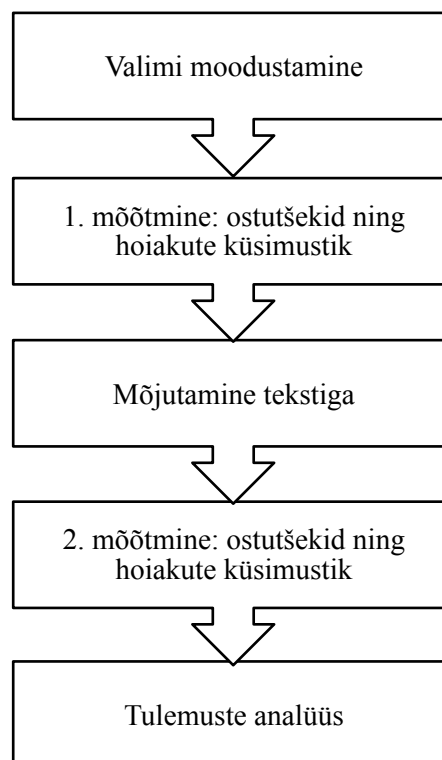 Valimi moodustamine
1. mõõtmine: ostutšekid ning
hoiakute küsimustik
Mõjutamine tekstiga
2. mõõtmine: ostutšekid ning
hoiakute küsimustik
Tulemuste analüüs